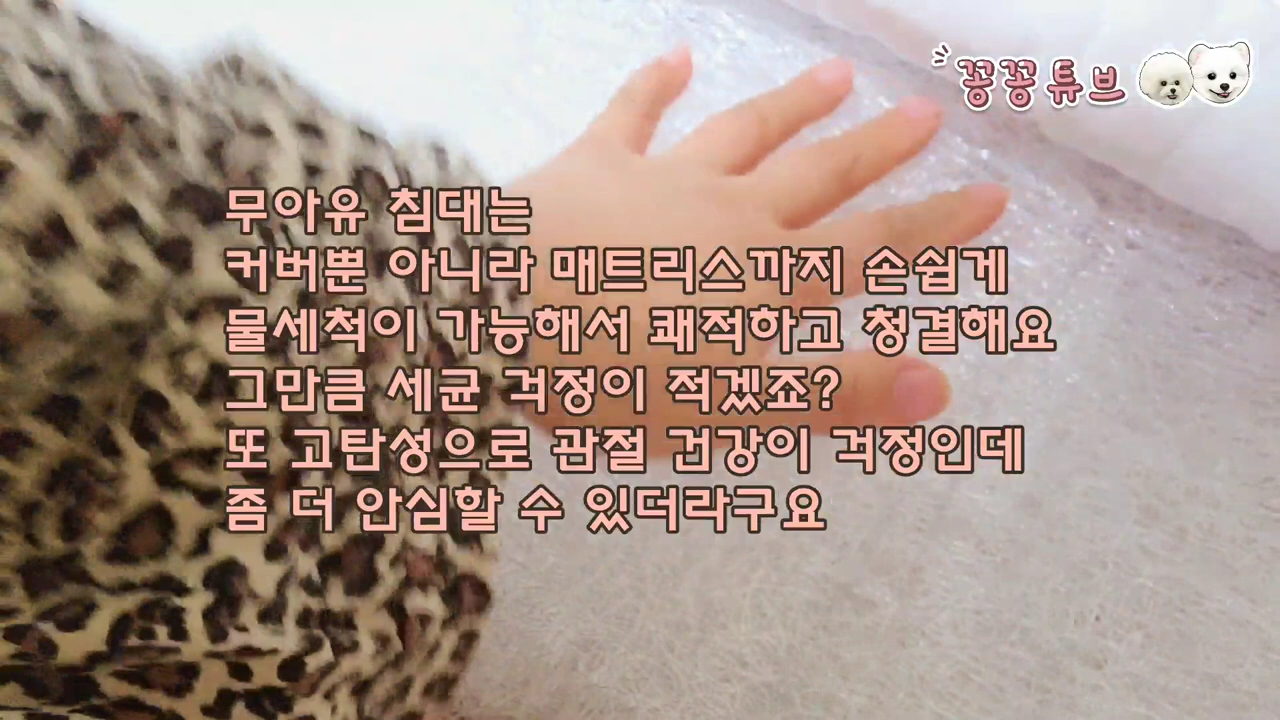 꽁꽁튜브
무아유 침대는
커버뿐 아니라 매트리스까지 손쉽게
물세척이 가능해서 쾌적하고 청결해요
그만큼 세균 걱정이 적겠죠?
또 고탄성으로 관절 건강이 걱정인데
좀 더 안심할 수 있더라구요